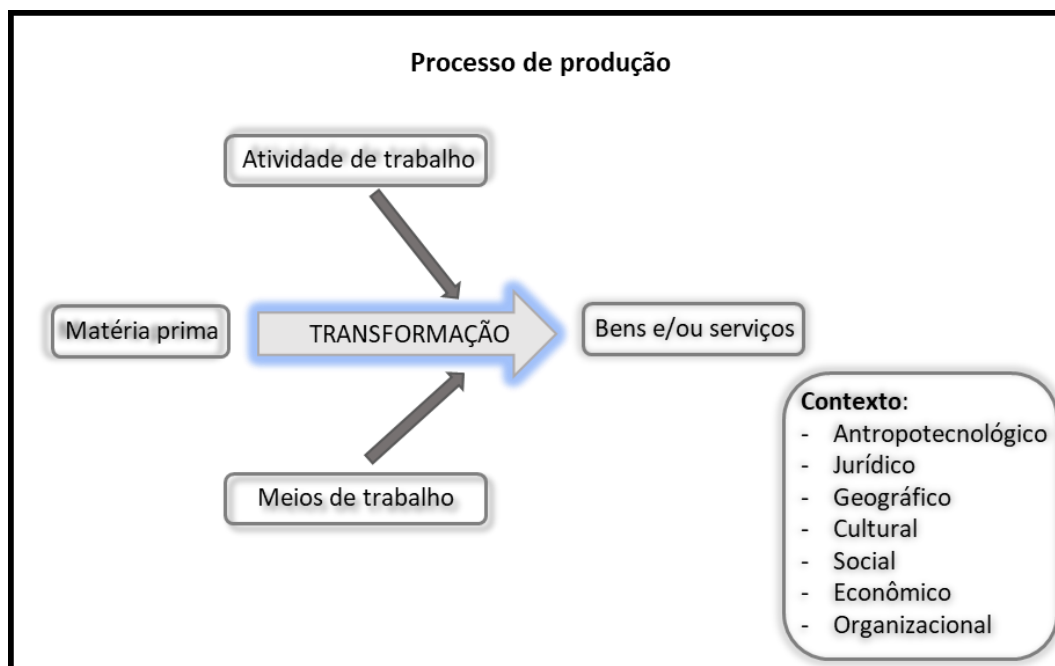 Processo de produção
Atividade de trabalho
Matéria prima
TRANSFORMAÇÃO
Bens e/ou serviços
Meios de trabalho
Contexto:
- Antropotecnológico
- Jurídico
- Geográfico
- Cultural
- Social
- Econômico
- Organizacional